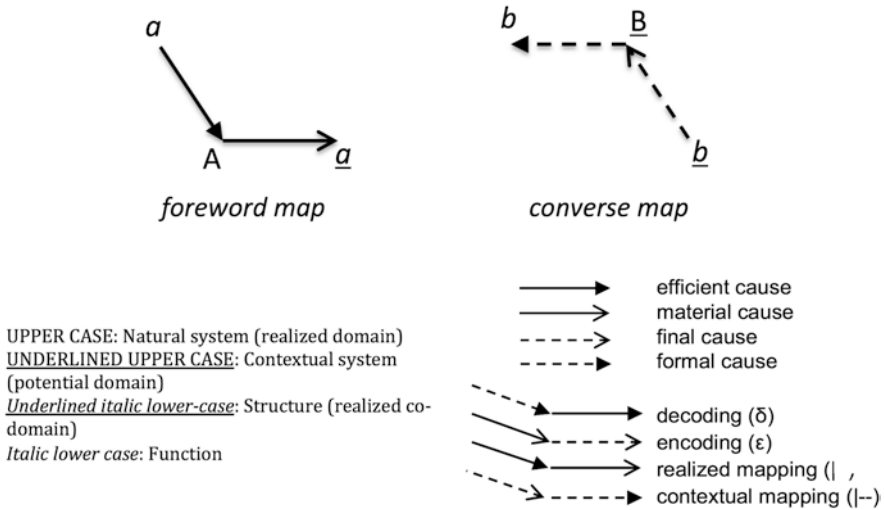 a
A
a
foreword map
b
B
b
converse map
UPPER CASE: Natural system (realized domain)
UNDERLINED UPPER CASE: Contextual system
(potential domain)
Underlined italic lower-case: Structure (realized co-
domain)
Italic lower case: Function
efficient cause
material cause
final cause
formal cause
decoding (δ)
encoding (ε)
realized mapping (| ,
contextual mapping (|--)